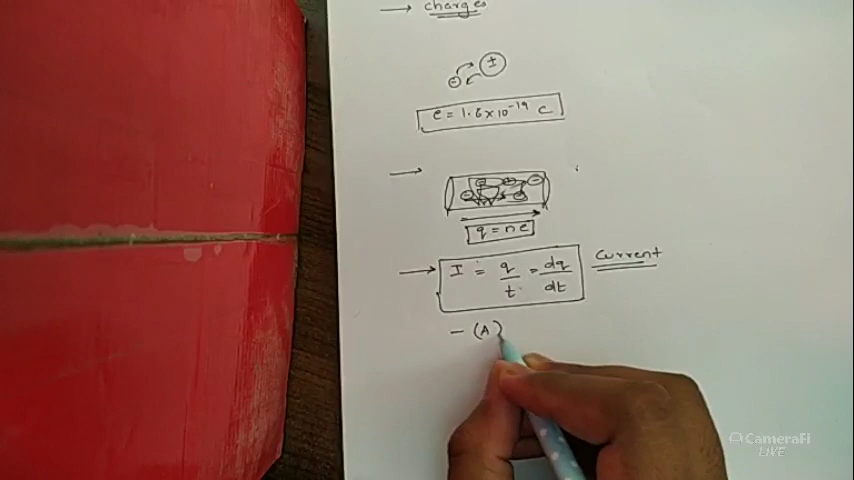 → charges
e = 1.6×10⁻¹⁹ C
→
q = ne
→ I = q/t = dq/dt Current
- (A)
CameraFI
LIVE